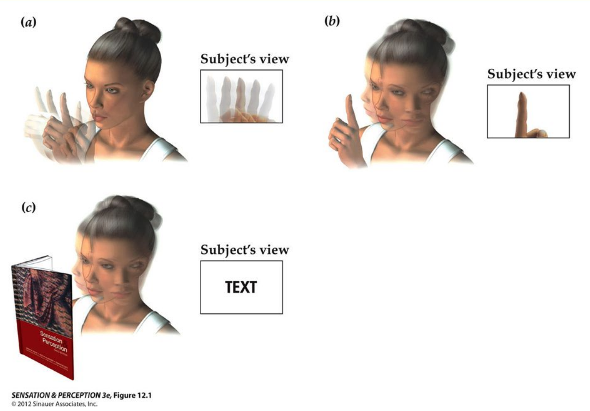 (a)
Subject's view
(b)
Subject's view
(c)
Subject's view
TEXT
Sensation
Perception
SENSATION & PERCEPTION 3e, Figure 12.1
© 2012 Sinauer Associates, Inc.